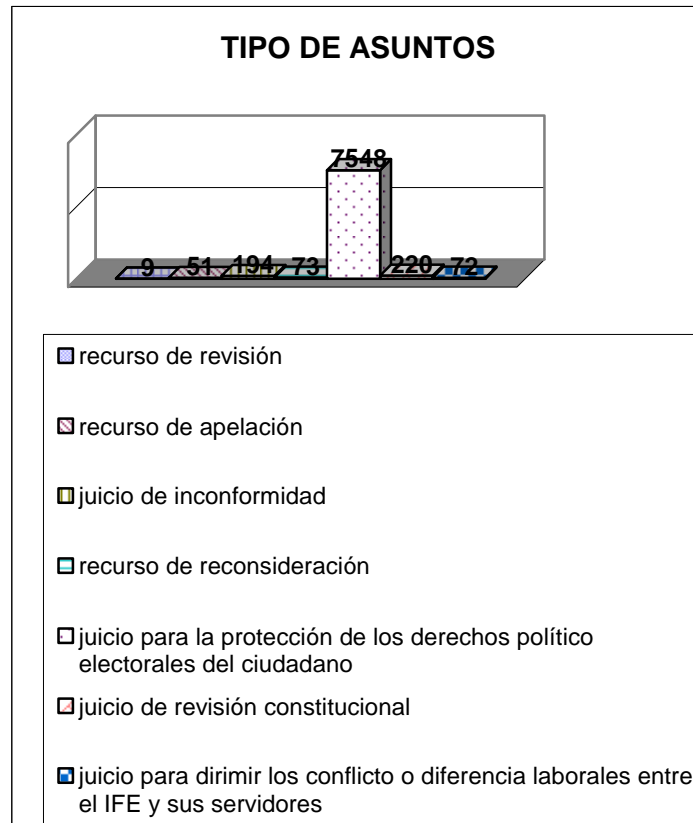 TIPO DE ASUNTOS
7548
9 51 194 73 220 72
recurso de revisión
recurso de apelación
juicio de inconformidad
recurso de reconsideración
juicio para la protección de los derechos político
electorales del ciudadano
juicio de revisión constitucional
juicio para dirimir los conflicto o diferencia laborales entre
el IFE y sus servidores